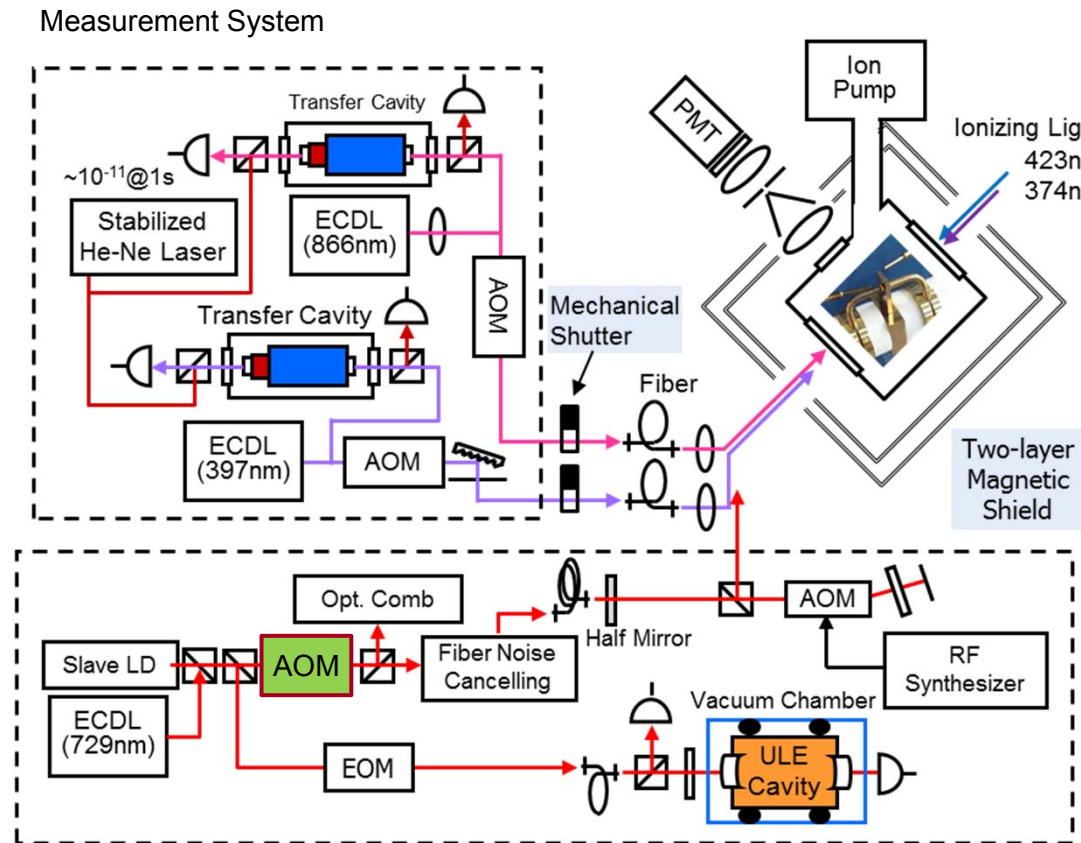 Measurement System
Transfer Cavity
~10⁻¹¹@1s
Stabilized
He-Ne Laser
ECDL
(866nm)
AOM
Transfer Cavity
ECDL
(397nm)
AOM
Mechanical
Shutter
Fiber
PMT
Ion
Pump
Ionizing Lig
423n
374n
Two-layer
Magnetic
Shield
Opt. Comb
Slave LD
AOM
Fiber Noise
Cancelling
Half Mirror
AOM
RF
Synthesizer
ECDL
(729nm)
EOM
Vacuum Chamber
ULE
Cavity